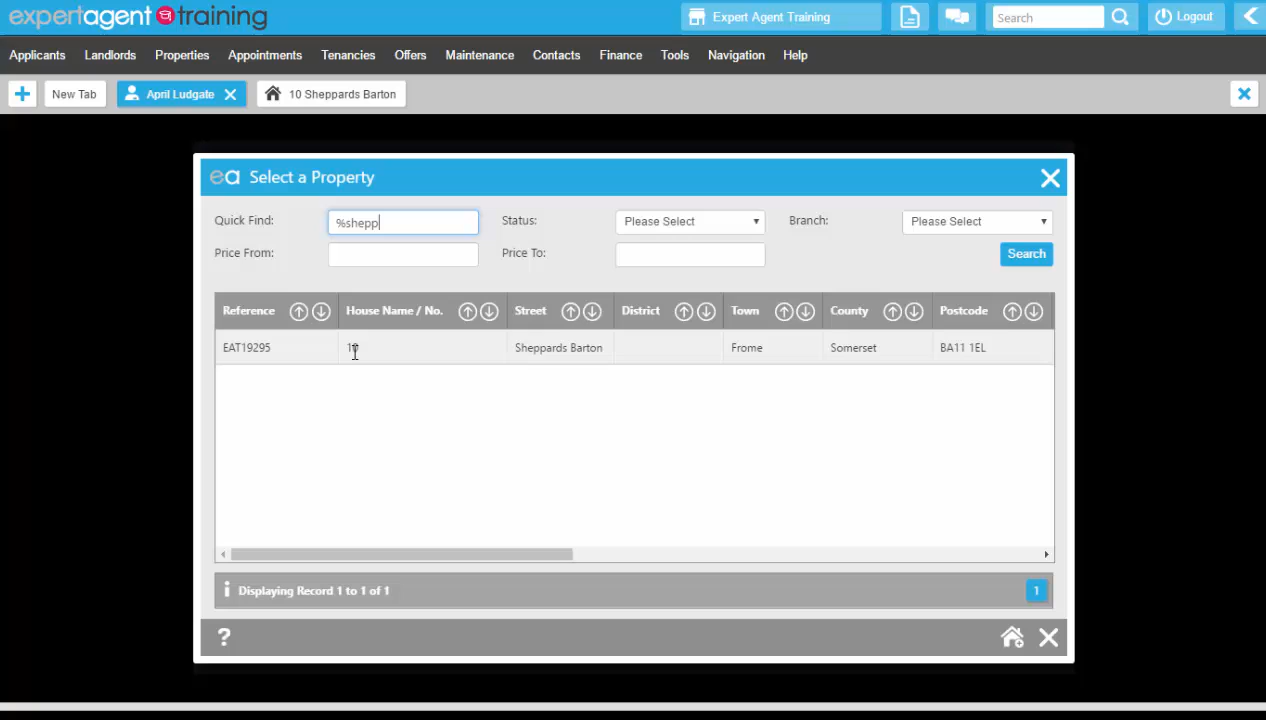 expertagent training Expert Agent Training Search Logout
Applicants Landlords Properties Appointments Tenancies Offers Maintenance Contacts Finance Tools Navigation Help
New Tab April Ludgate 10 Sheppards Barton
ea Select a Property
Quick Find: %shepp Status: Please Select Branch: Please Select
Price From: Price To: Search
Reference House Name / No. Street District Town County Postcode
EAT19295 10 Sheppards Barton Frome Somerset BA11 1EL
Displaying Record 1 to 1 of 1 1
?